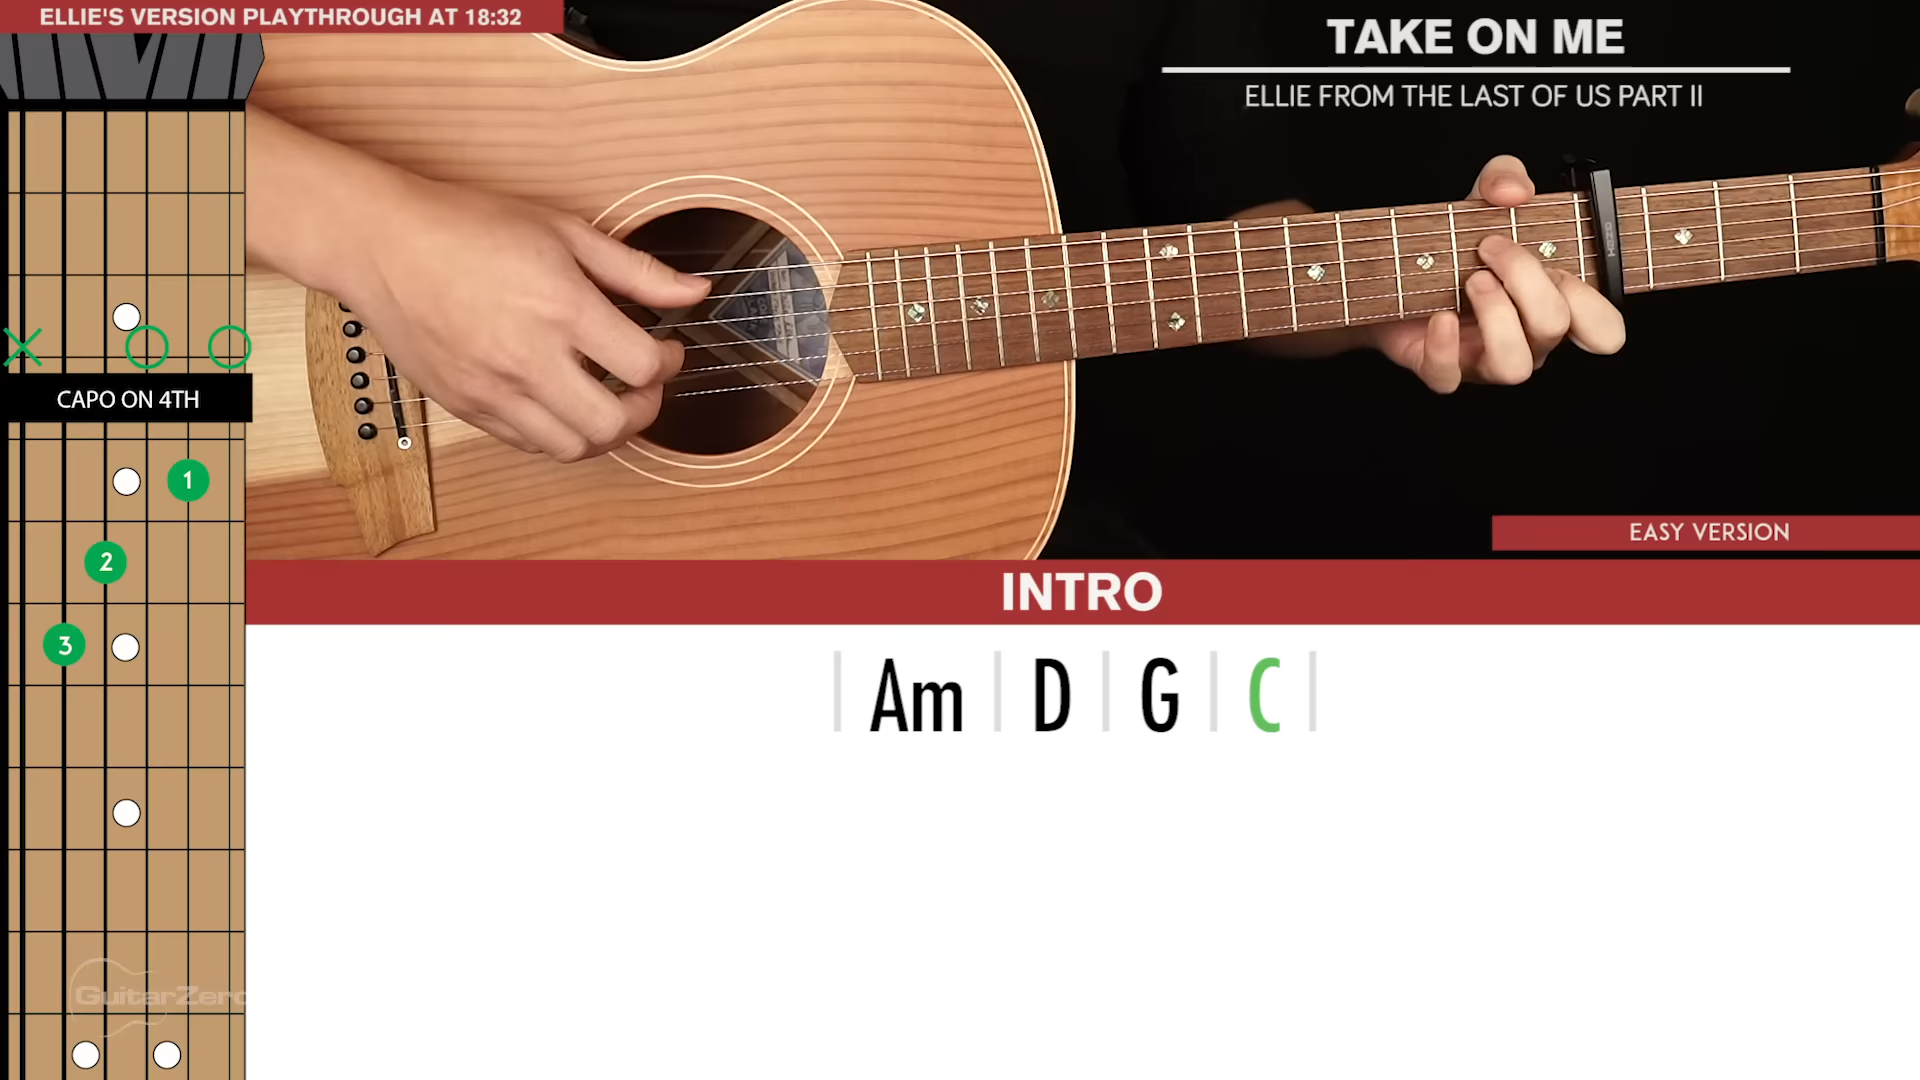 ELLIE'S VERSION PLAYTHROUGH AT 18:32
TAKE ON ME
ELLIE FROM THE LAST OF US PART II
CAPO ON 4TH
1
2
3
EASY VERSION
INTRO
Am D G C
GuitarZero